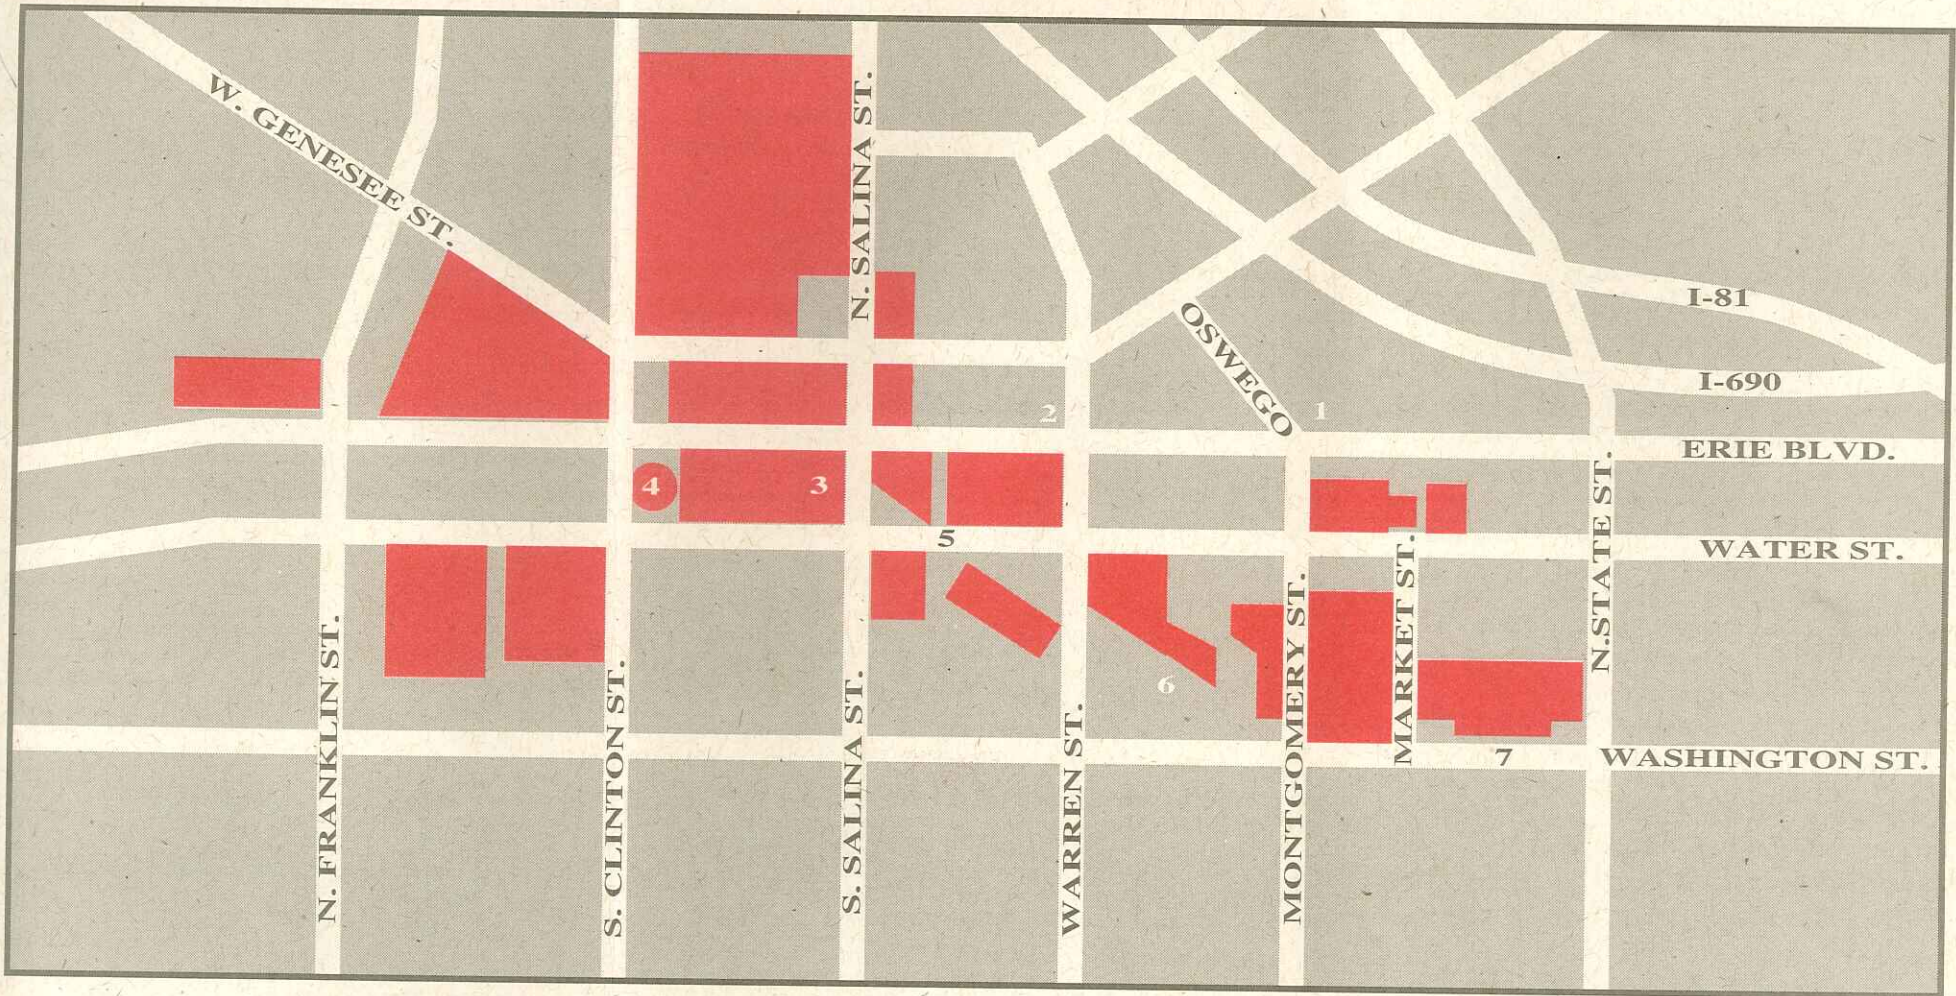 W. GENESEE ST.
N. SALINA ST.
I-81
OSWEGO
I-690
2
1
ERIE BLVD.
4
3
5
WATER ST.
N.STATE ST.
MARKET ST.
MONTGOMERY ST.
6
N. FRANKLIN ST.
S. CLINTON ST.
S. SALINA ST.
WARREN ST.
7
WASHINGTON ST.